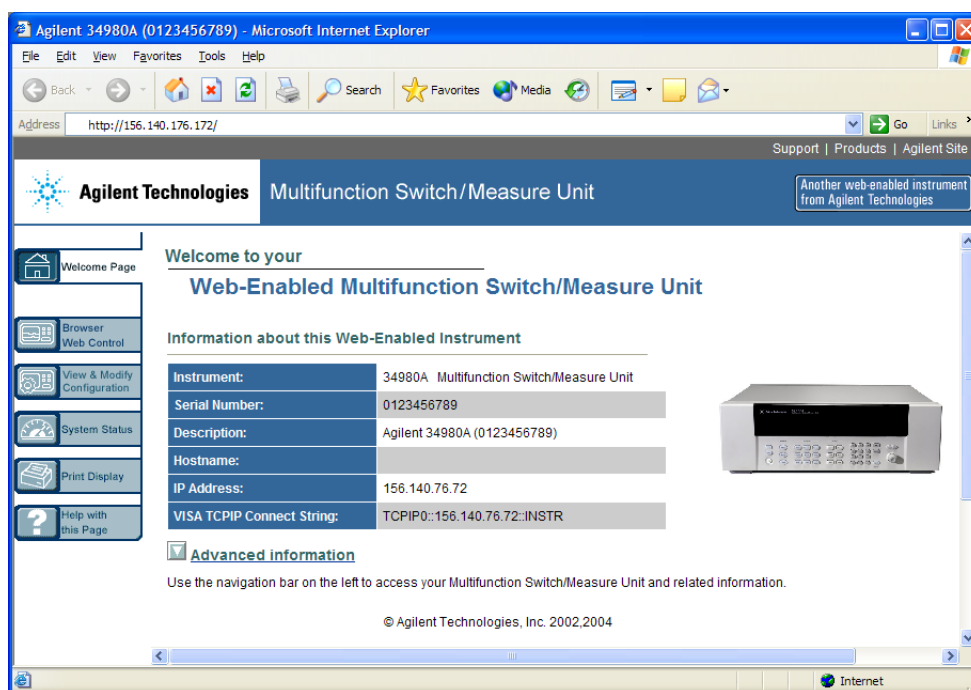 Agilent 34980A (0123456789) - Microsoft Internet Explorer
File Edit View Favorites Tools Help
Back Search Favorites Media
Address http://156.140.176.172/ Go Links
Support | Products | Agilent Site
Agilent Technologies Multifunction Switch/Measure Unit
Another web-enabled instrument
from Agilent Technologies
Welcome Page
Browser
Web Control
View & Modify
Configuration
System Status
Print Display
Help with
this Page
Welcome to your
Web-Enabled Multifunction Switch/Measure Unit
Information about this Web-Enabled Instrument
Instrument: 34980A Multifunction Switch/Measure Unit
Serial Number: 0123456789
Description: Agilent 34980A (0123456789)
Hostname:
IP Address: 156.140.76.72
VISA TCPIP Connect String: TCPIP0::156.140.76.72::INSTR
Advanced information
Use the navigation bar on the left to access your Multifunction Switch/Measure Unit and related information.
© Agilent Technologies, Inc. 2002,2004
Internet